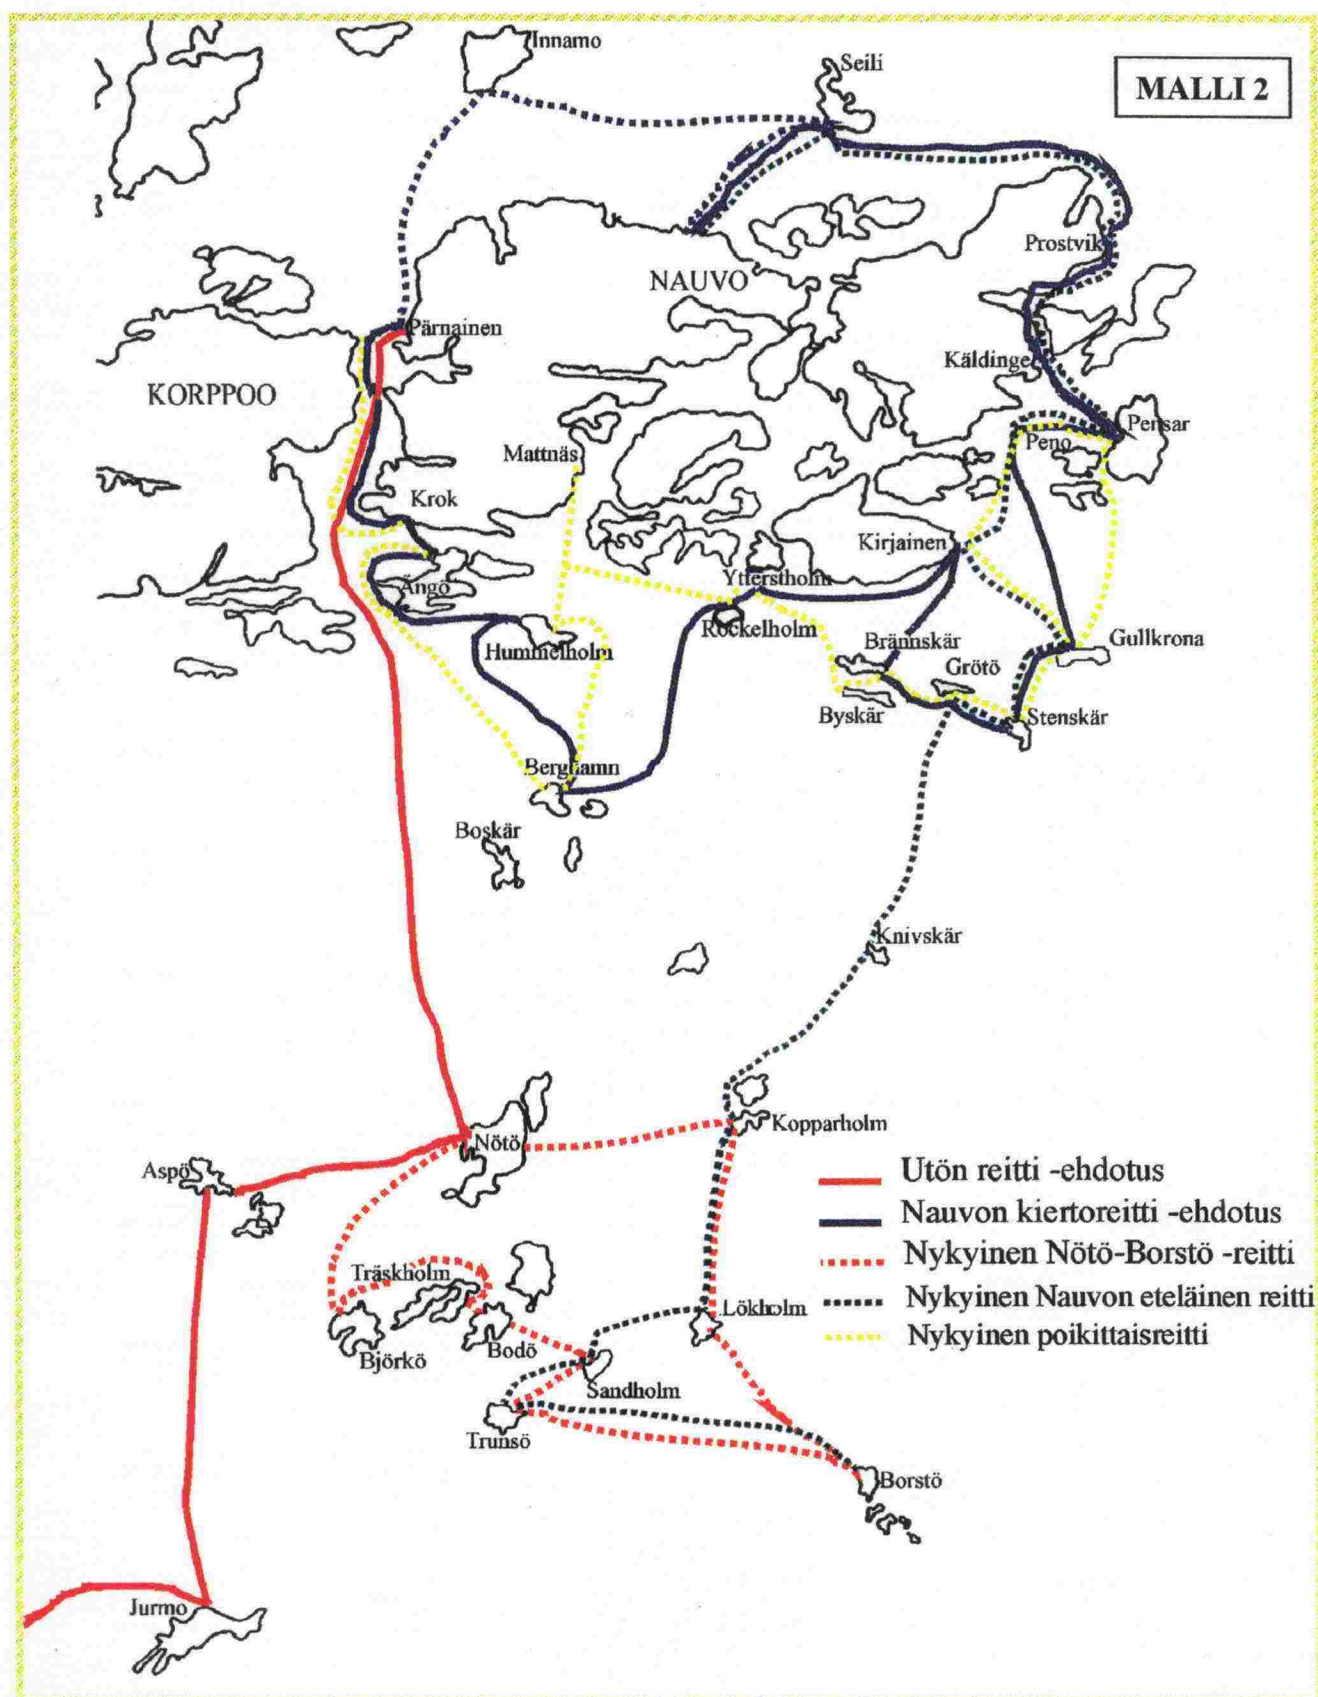 Innamo
Seili
MALLI 2
Prostvik
NAUVO
Pärnainen
Käldinge
KORPPOO
Pensar
Peno
Mattnäs
Krok
Kirjainen
Ytterstholm
Ängö
Rockelholm
Brännskär
Gullkrona
Hummelholm
Grötö
Byskär
Stenskär
Berghamn
Boskär
Knivskär
Kopparholm
Nötö
Aspö
Utön reitti -ehdotus
Nauvon kiertoreitti -ehdotus
Nykyinen Nötö-Borstö -reitti
Träskholm
Nykyinen Nauvon eteläinen reitti
Lökholm
Nykyinen poikittaisreitti
Bodö
Björkö
Sandholm
Trunsö
Borstö
Jurmo